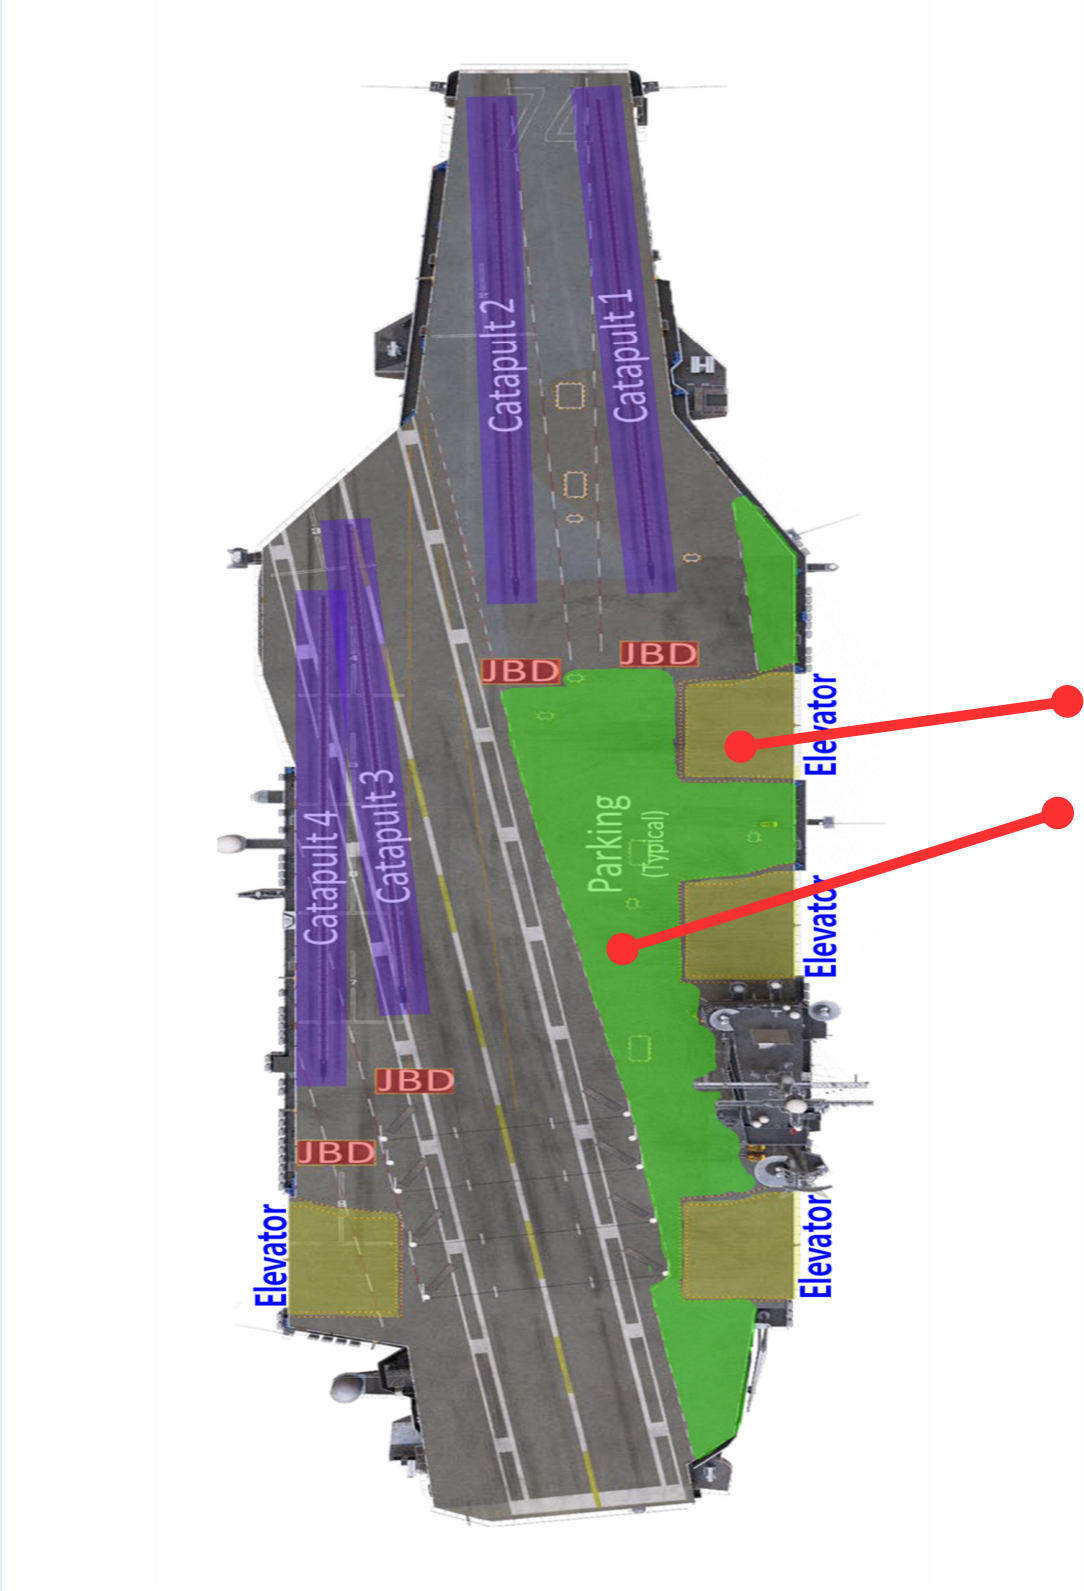 74
Catapult 2
Catapult 1
JBD
JBD
Elevator
Parking
(Typical)
Catapult 4
Catapult 3
Elevator
JBD
JBD
Elevator
Elevator